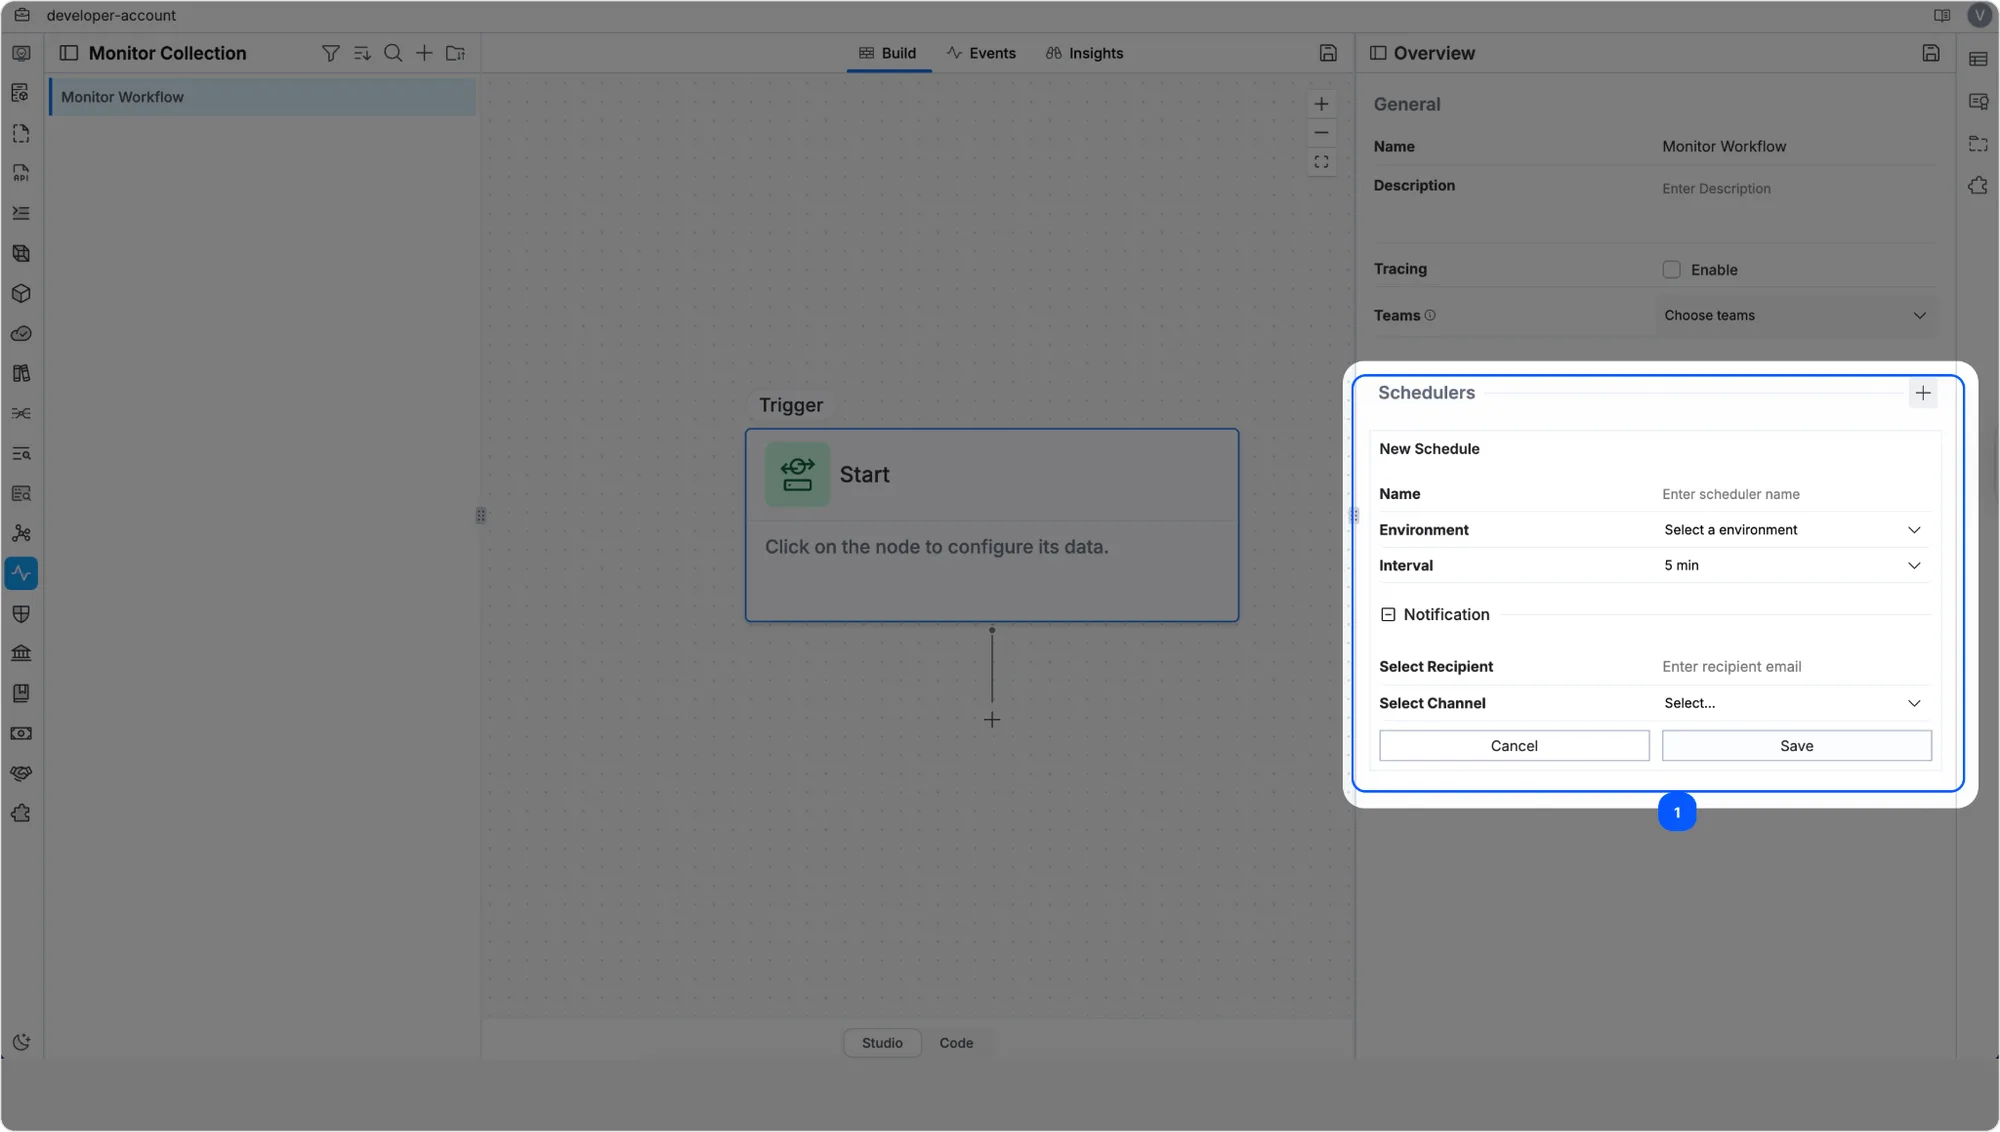 developer-account
V
Monitor Collection
Build
Events
Insights
Overview
Monitor Workflow
General
Name
Monitor Workflow
Description
Enter Description
Tracing
Enable
Teams
Choose teams
API
Schedulers
Trigger
New Schedule
Start
Name
Enter scheduler name
Environment
Select a environment
Click on the node to configure its data.
Interval
5 min
Notification
Select Recipient
Enter recipient email
Select Channel
Select...
Cancel
Save
1
Studio
Code